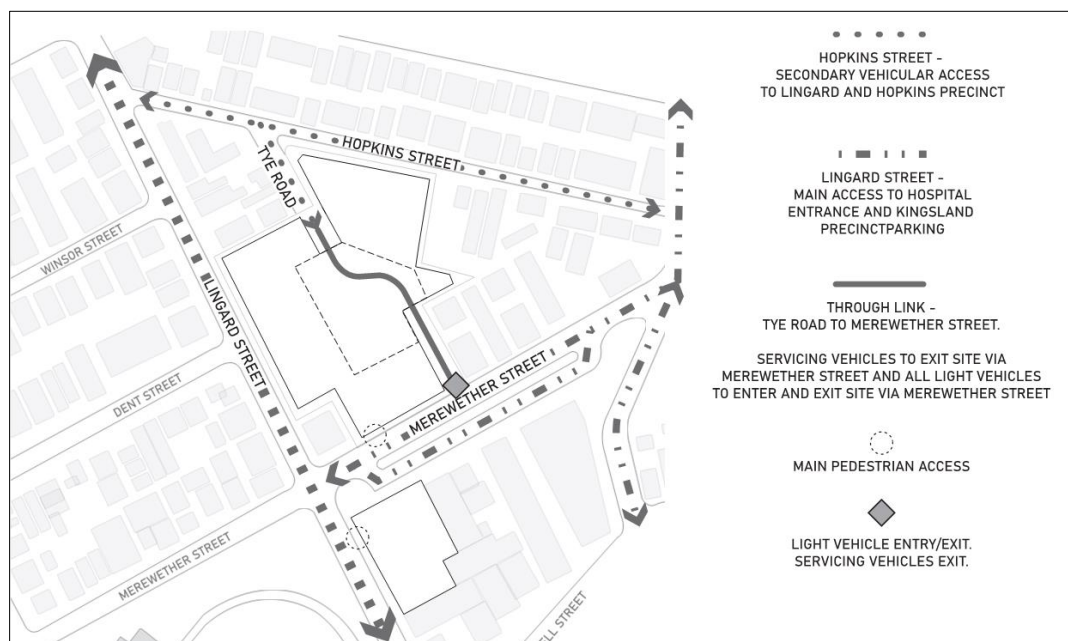 HOPKINS STREET
TYE ROAD
WINSOR STREET
LINGARD STREET
DENT STREET
MEREWETHER STREET
MEREWETHER STREET
STREET
HOPKINS STREET -
SECONDARY VEHICULAR ACCESS
TO LINGARD AND HOPKINS PRECINCT
LINGARD STREET -
MAIN ACCESS TO HOSPITAL
ENTRANCE AND KINGSLAND
PRECINCTPARKING
THROUGH LINK -
TYE ROAD TO MEREWETHER STREET.
SERVICING VEHICLES TO EXIT SITE VIA
MEREWETHER STREET AND ALL LIGHT VEHICLES
TO ENTER AND EXIT SITE VIA MEREWETHER STREET
MAIN PEDESTRIAN ACCESS
LIGHT VEHICLE ENTRY/EXIT.
SERVICING VEHICLES EXIT.